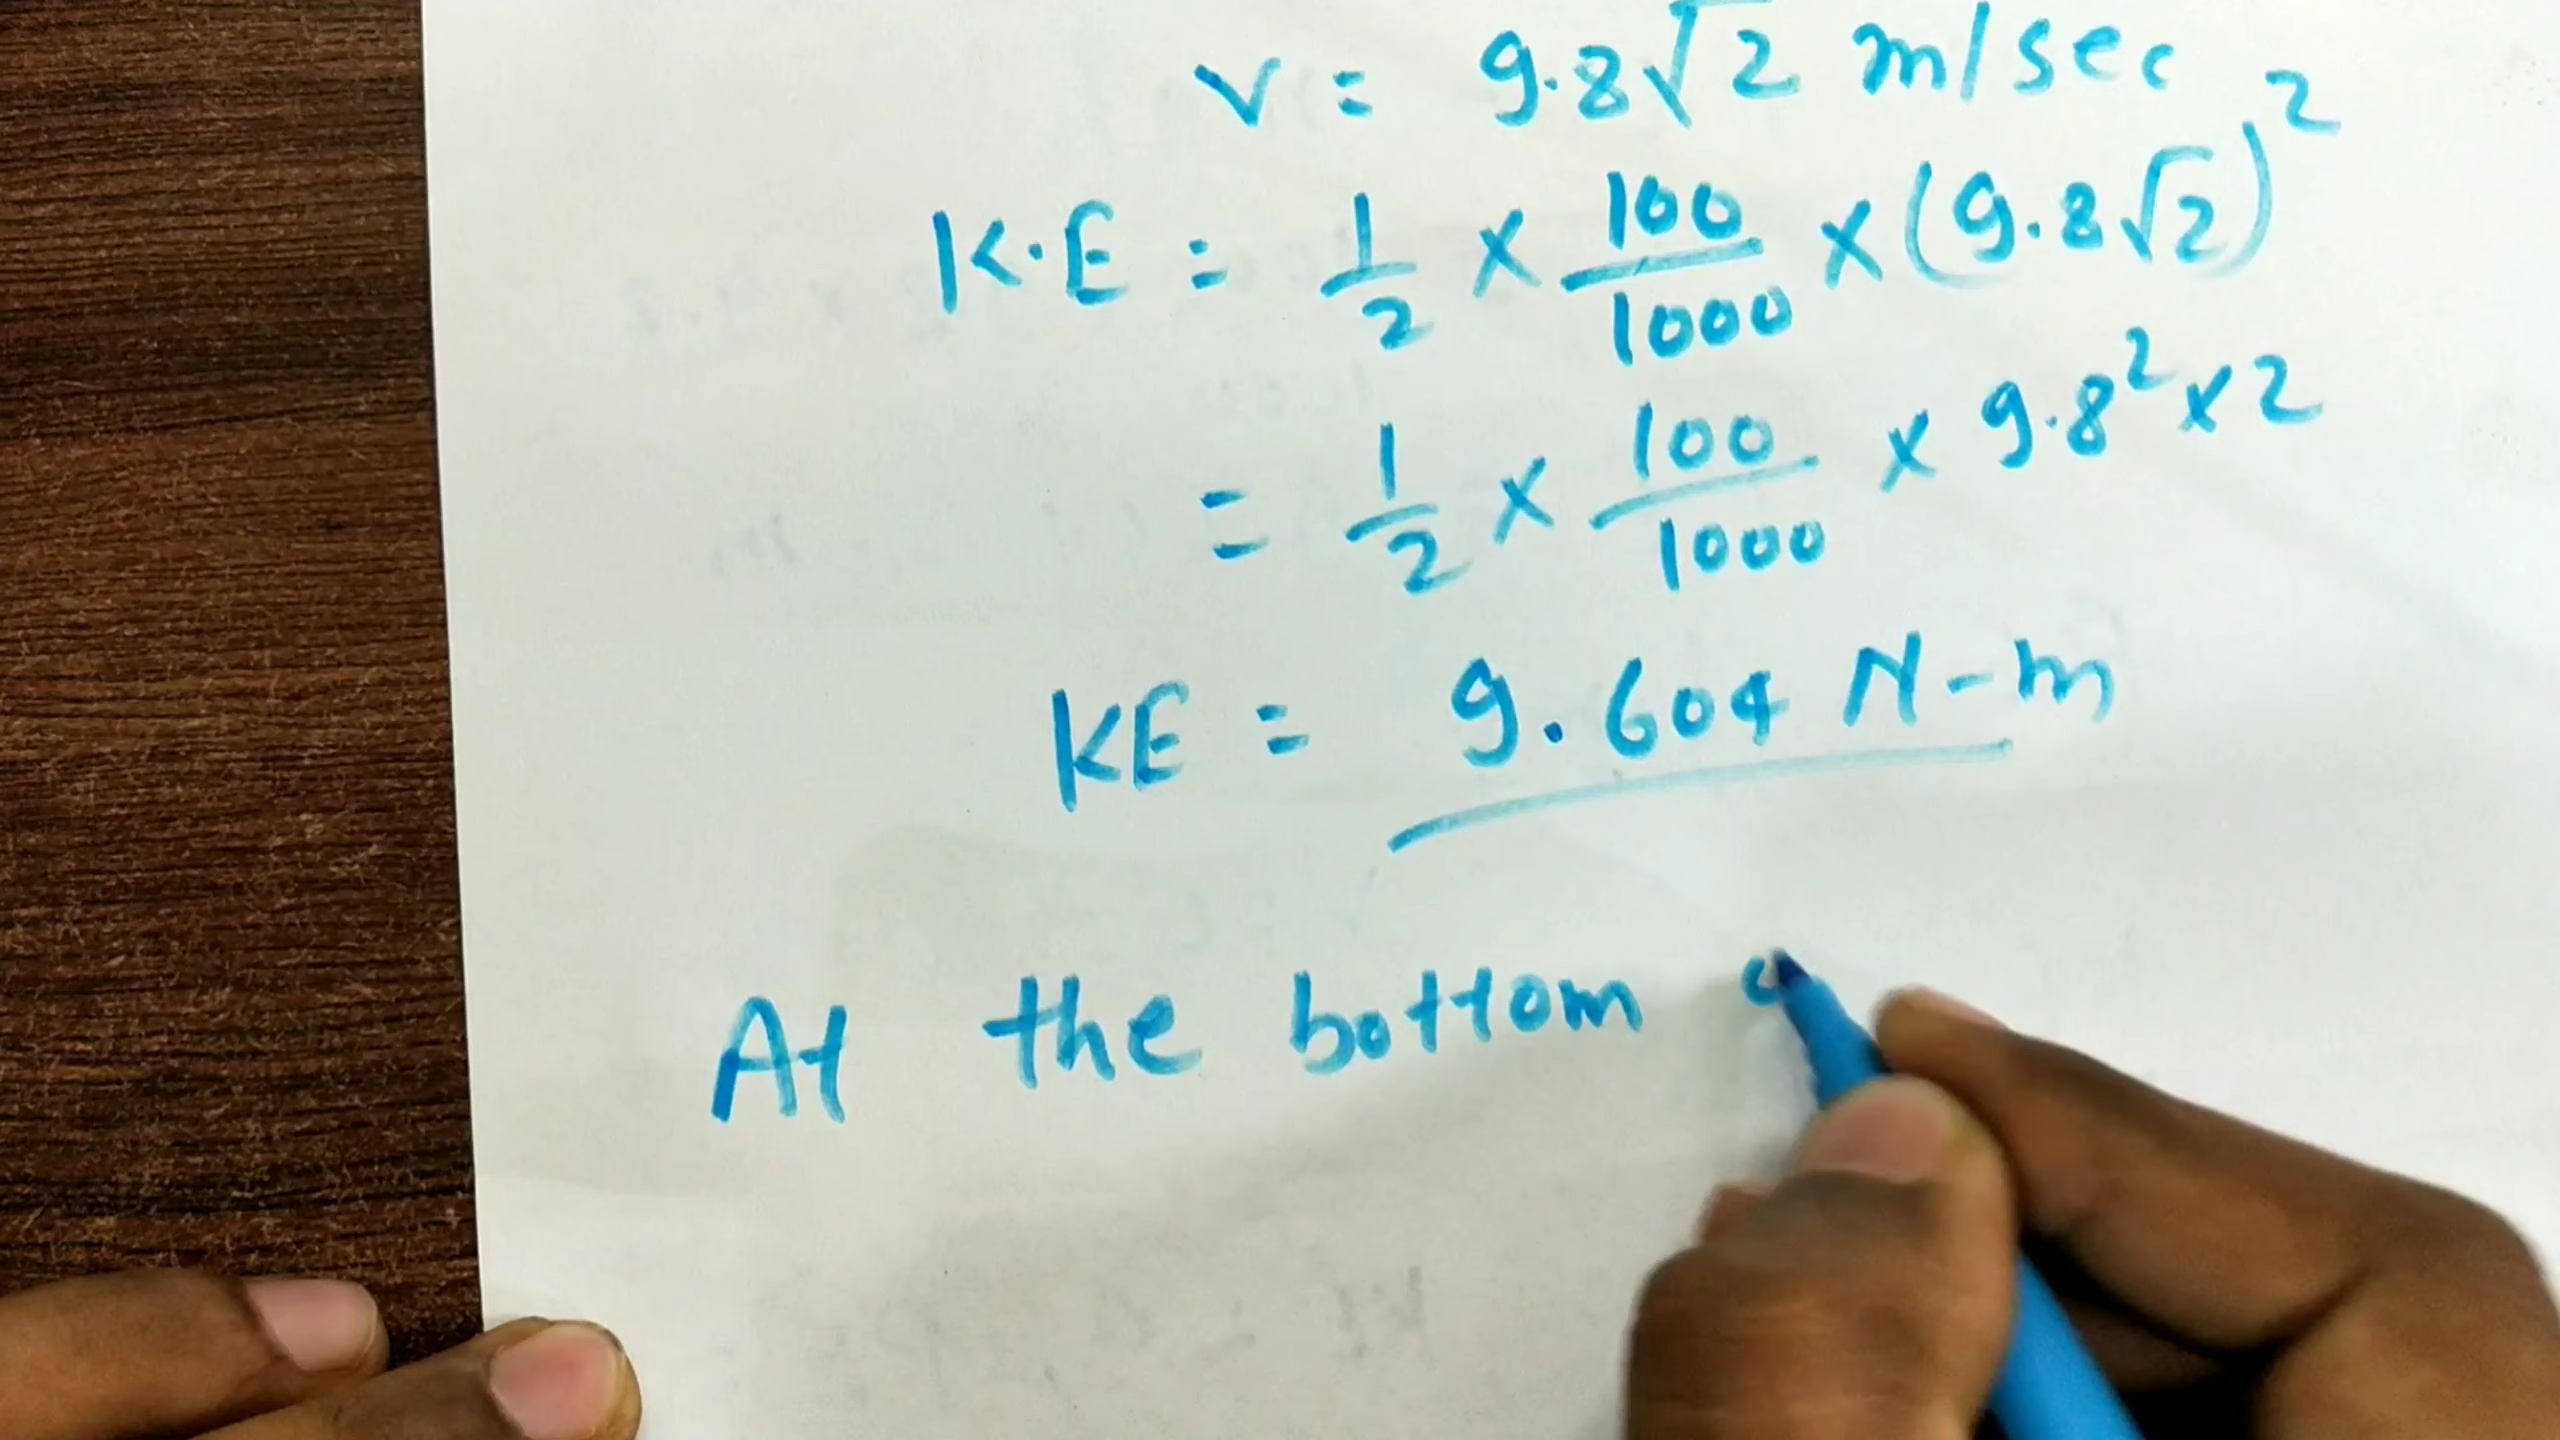 V = 9.8√2 m/sec
K.E = 1/2 × 100/1000 × (9.8√2)²
= 1/2 × 100/1000 × 9.8² × 2
KE = 9.604 N-m
At the bottom